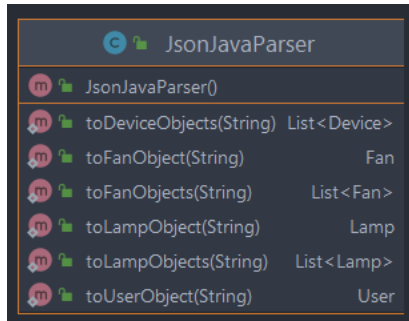 C JsonJavaParser
m JsonJavaParser()
m toDeviceObjects(String) List<Device>
m toFanObject(String) Fan
m toFanObjects(String) List<Fan>
m toLampObject(String) Lamp
m toLampObjects(String) List<Lamp>
m toUserObject(String) User